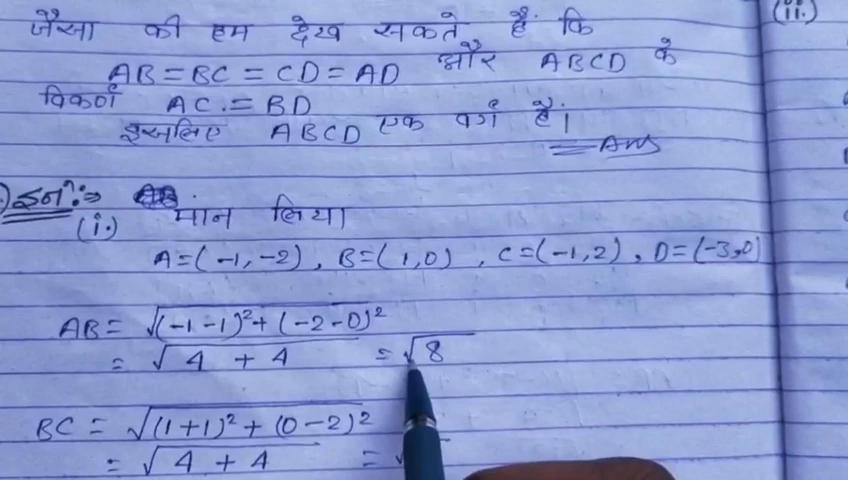 जैसा की हम देख सकते हैं कि
AB = BC = CD = AD और ABCD के
विकर्ण AC = BD
इसलिए ABCD एक वर्ग है।
Ans
(i.) मान लिया
A = (-1, -2), B = (1, 0), C = (-1, 2), D = (-3, 0)
AB = √(-1-1)² + (-2-0)²
= √4 + 4 = √8
BC = √(1+1)² + (0-2)²
= √4 + 4 = √
(ii.)